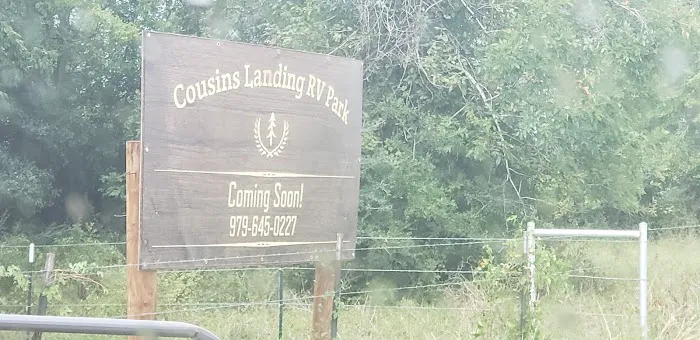 Cousins Landing RV Park
Coming Soon!
979-645-0227